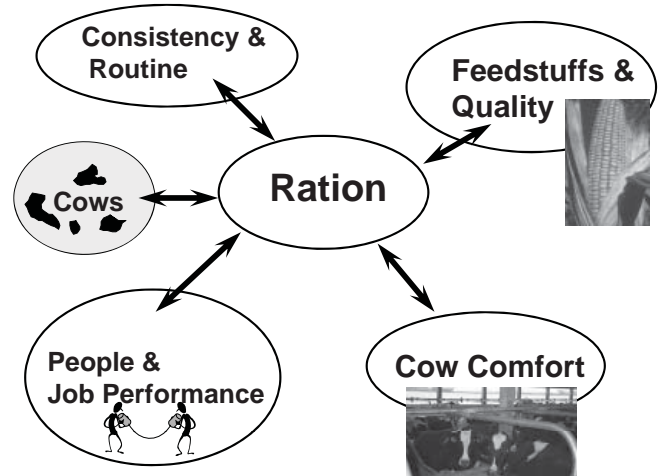 Consistency &
Routine
Feedstuffs &
Quality
Ration
Cows
People &
Job Performance
Cow Comfort